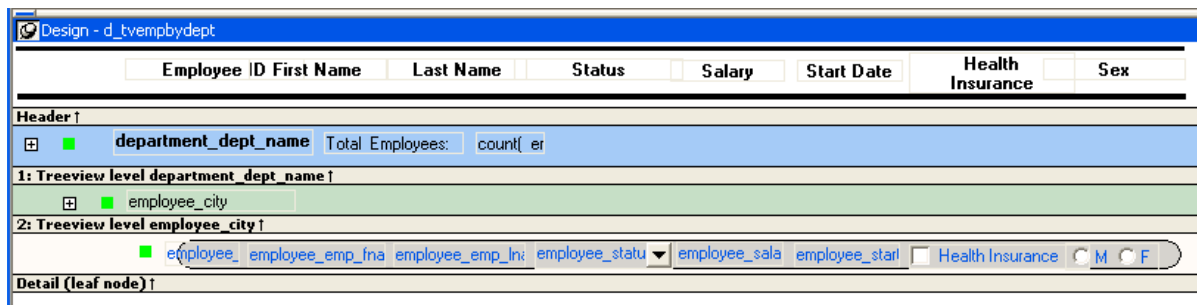 Design - d_tvempbydept
Employee ID First Name Last Name Status Salary Start Date Health Insurance Sex
Header ↑
department_dept_name Total Employees: count( er
1: Treeview level department_dept_name ↑
employee_city
2: Treeview level employee_city ↑
employee_ employee_emp_fna employee_emp_lna employee_statu employee_sala employee_start Health Insurance M F
Detail (leaf node) ↑